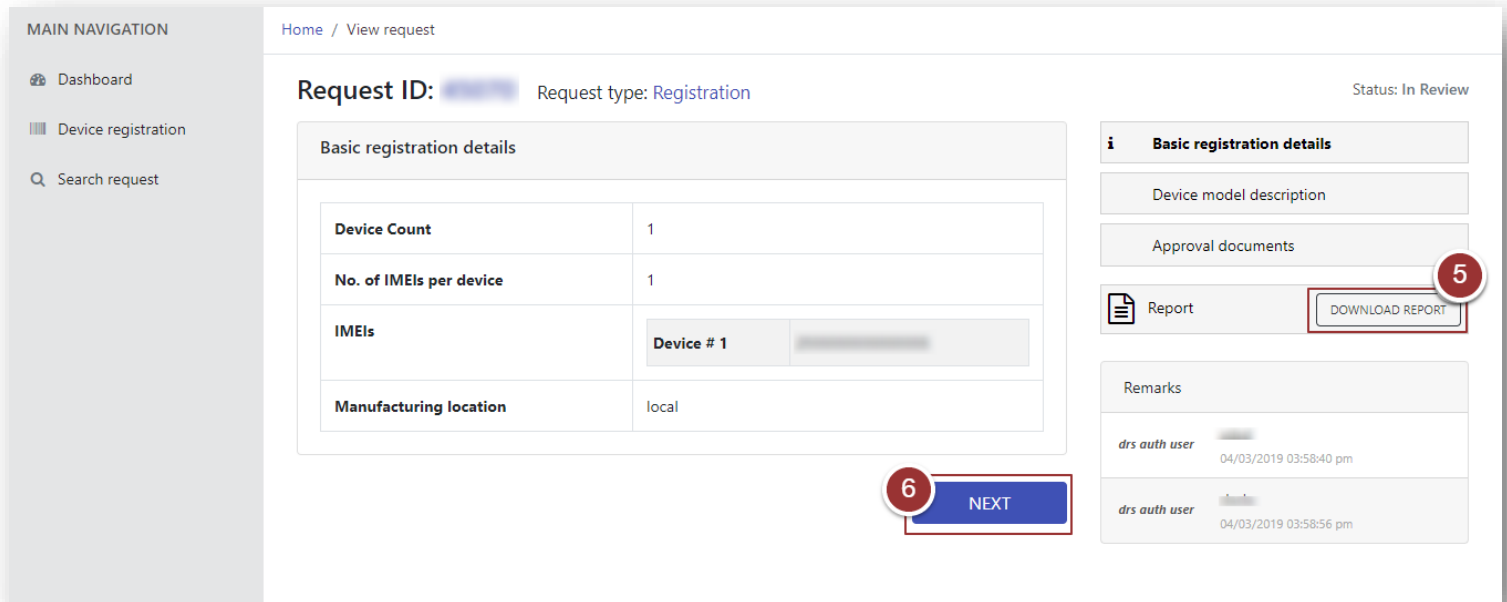 MAIN NAVIGATION
Dashboard
Device registration
Search request
Home / View request
Request ID: Request type: Registration
Status: In Review
Basic registration details
Device Count 1
No. of IMEIs per device 1
IMEIs
Device # 1
Manufacturing location local
6
NEXT
i Basic registration details
Device model description
Approval documents
5
Report DOWNLOAD REPORT
Remarks
drs auth user
04/03/2019 03:58:40 pm
drs auth user
04/03/2019 03:58:56 pm